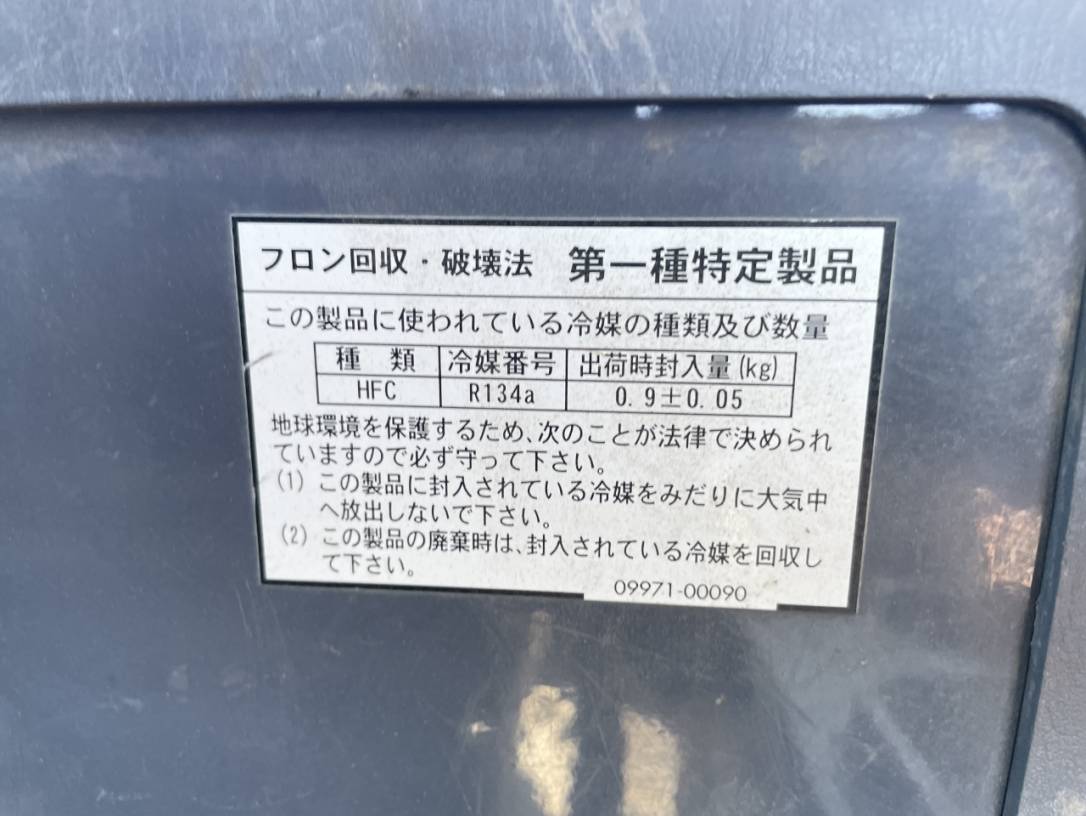 フロン回収・破壊法 第一種特定製品
この製品に使われている冷媒の種類及び数量
種 類 冷媒番号 出荷時封入量(kg)
HFC R134a 0.9±0.05
地球環境を保護するため、次のことが法律で決められ
ていますので必ず守って下さい。
(1) この製品に封入されている冷媒をみだりに大気中
へ放出しないで下さい。
(2) この製品の廃棄時は、封入されている冷媒を回収し
て下さい。
09971-00090